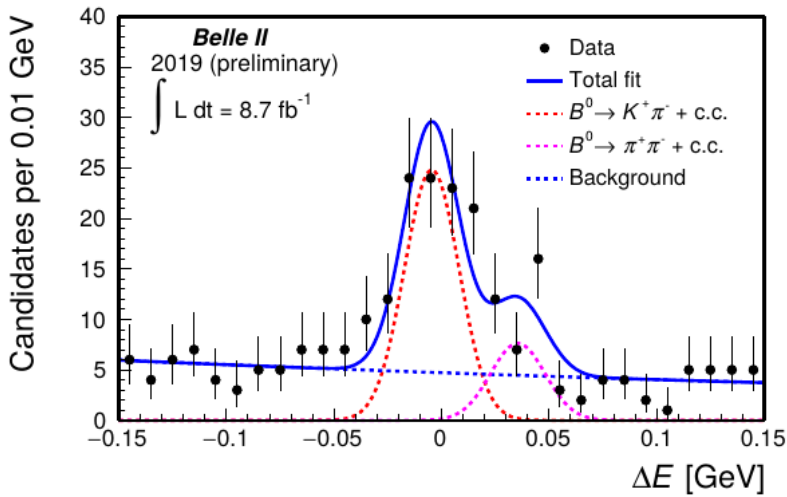 Belle II
2019 (preliminary)
∫ L dt = 8.7 fb⁻¹
Data
Total fit
B⁰→ K⁺π⁻ + c.c.
B⁰→ π⁺π⁻ + c.c.
Background
Candidates per 0.01 GeV
40
35
30
25
20
15
10
5
0
−0.15 −0.1 −0.05 0 0.05 0.1 0.15
ΔE [GeV]